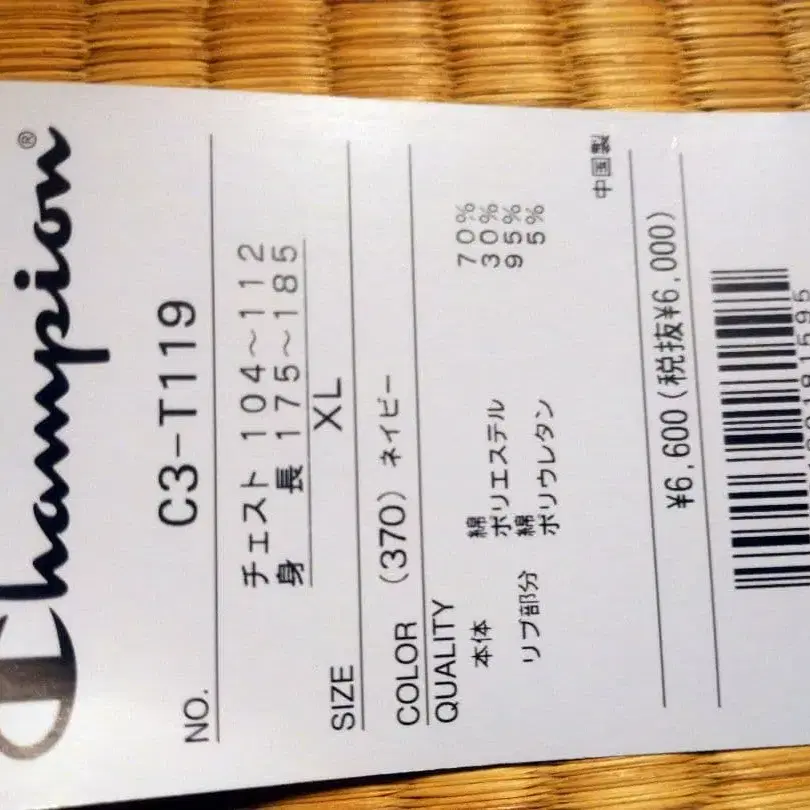 Champion®
NO. C3-T119
チェスト 104～112
身 長 175～185
SIZE XL
COLOR (370) ネイビー
QUALITY
本体 綿 70%
ポリエステル 30%
リブ部分 綿 95%
ポリウレタン 5%
中国製
¥6,600(税抜¥6,000)